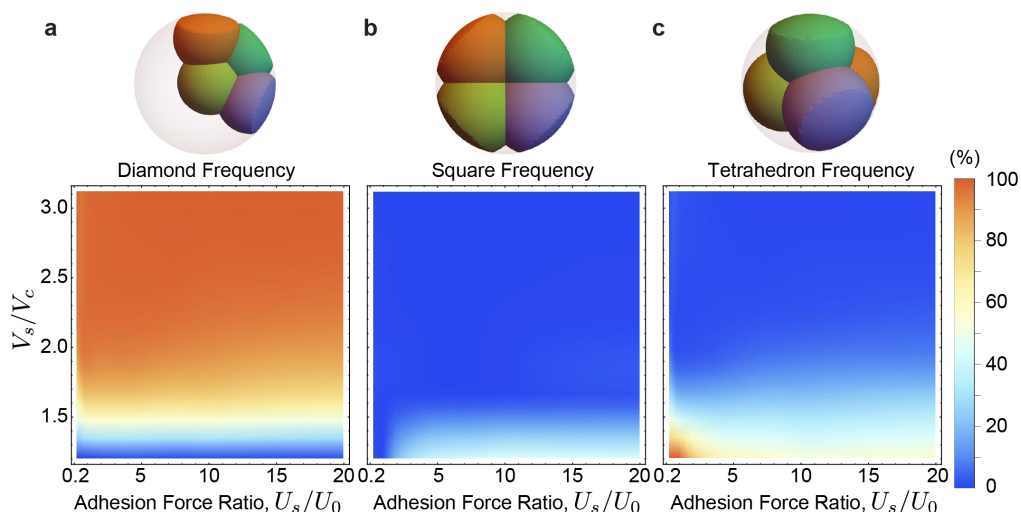 a b c
Diamond Frequency Square Frequency Tetrahedron Frequency (%)
3.0 100
2.5 80
60
2.0 40
1.5 20
0
V_s/V_c
0.2 5 10 15 20 0.2 5 10 15 20 0.2 5 10 15 20
Adhesion Force Ratio, U_s/U_0 Adhesion Force Ratio, U_s/U_0 Adhesion Force Ratio, U_s/U_0